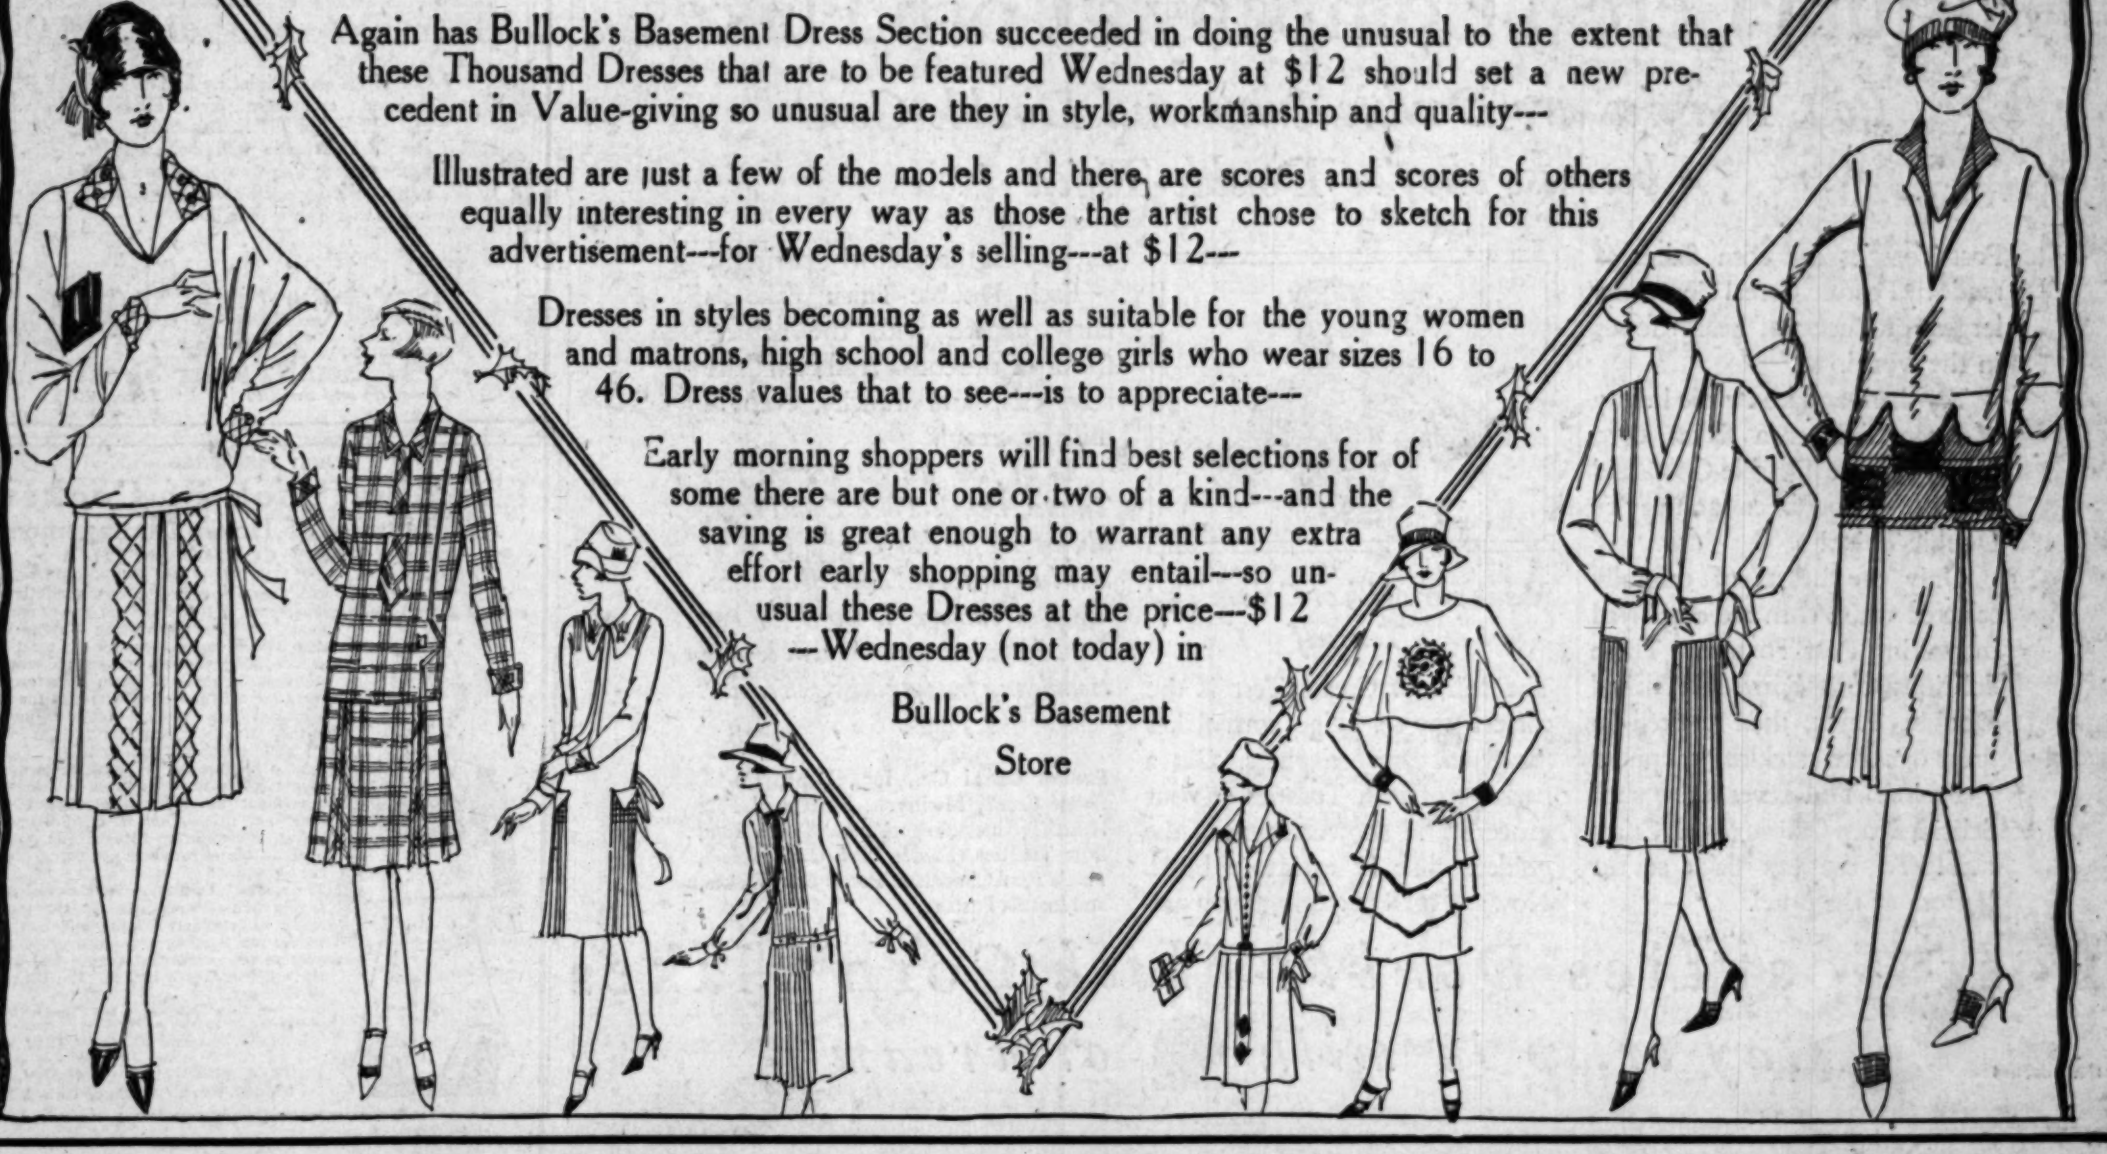 Again has Bullock's Basement Dress Section succeeded in doing the unusual to the extent that
these Thousand Dresses that are to be featured Wednesday at $12 should set a new pre-
cedent in Value-giving so unusual are they in style, workmanship and quality---
Illustrated are just a few of the models and there are scores and scores of others
equally interesting in every way as those the artist chose to sketch for this
advertisement---for Wednesday's selling---at $12---
Dresses in styles becoming as well as suitable for the young women
and matrons, high school and college girls who wear sizes 16 to
46. Dress values that to see---is to appreciate---
Early morning shoppers will find best selections for of
some there are but one or two of a kind---and the
saving is great enough to warrant any extra
effort early shopping may entail---so un-
usual these Dresses at the price---$12
---Wednesday (not today) in
Bullock's Basement
Store